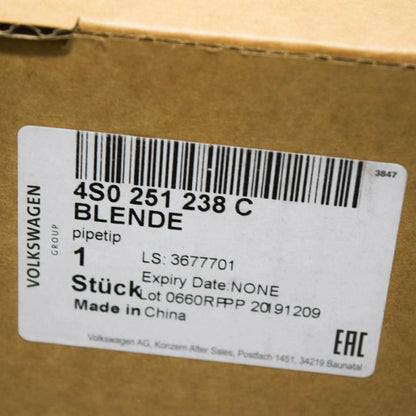 3847
4S0 251 238 C
BLENDE
pipetip
1
LS: 3677701
Expiry Date:NONE
Stück
Lot 0660RPPP 20191209
Made in China
VOLKSWAGEN
GROUP
EAC
Volkswagen AG, Konzern After Sales, Postfach 1451, 34219 Baunatal